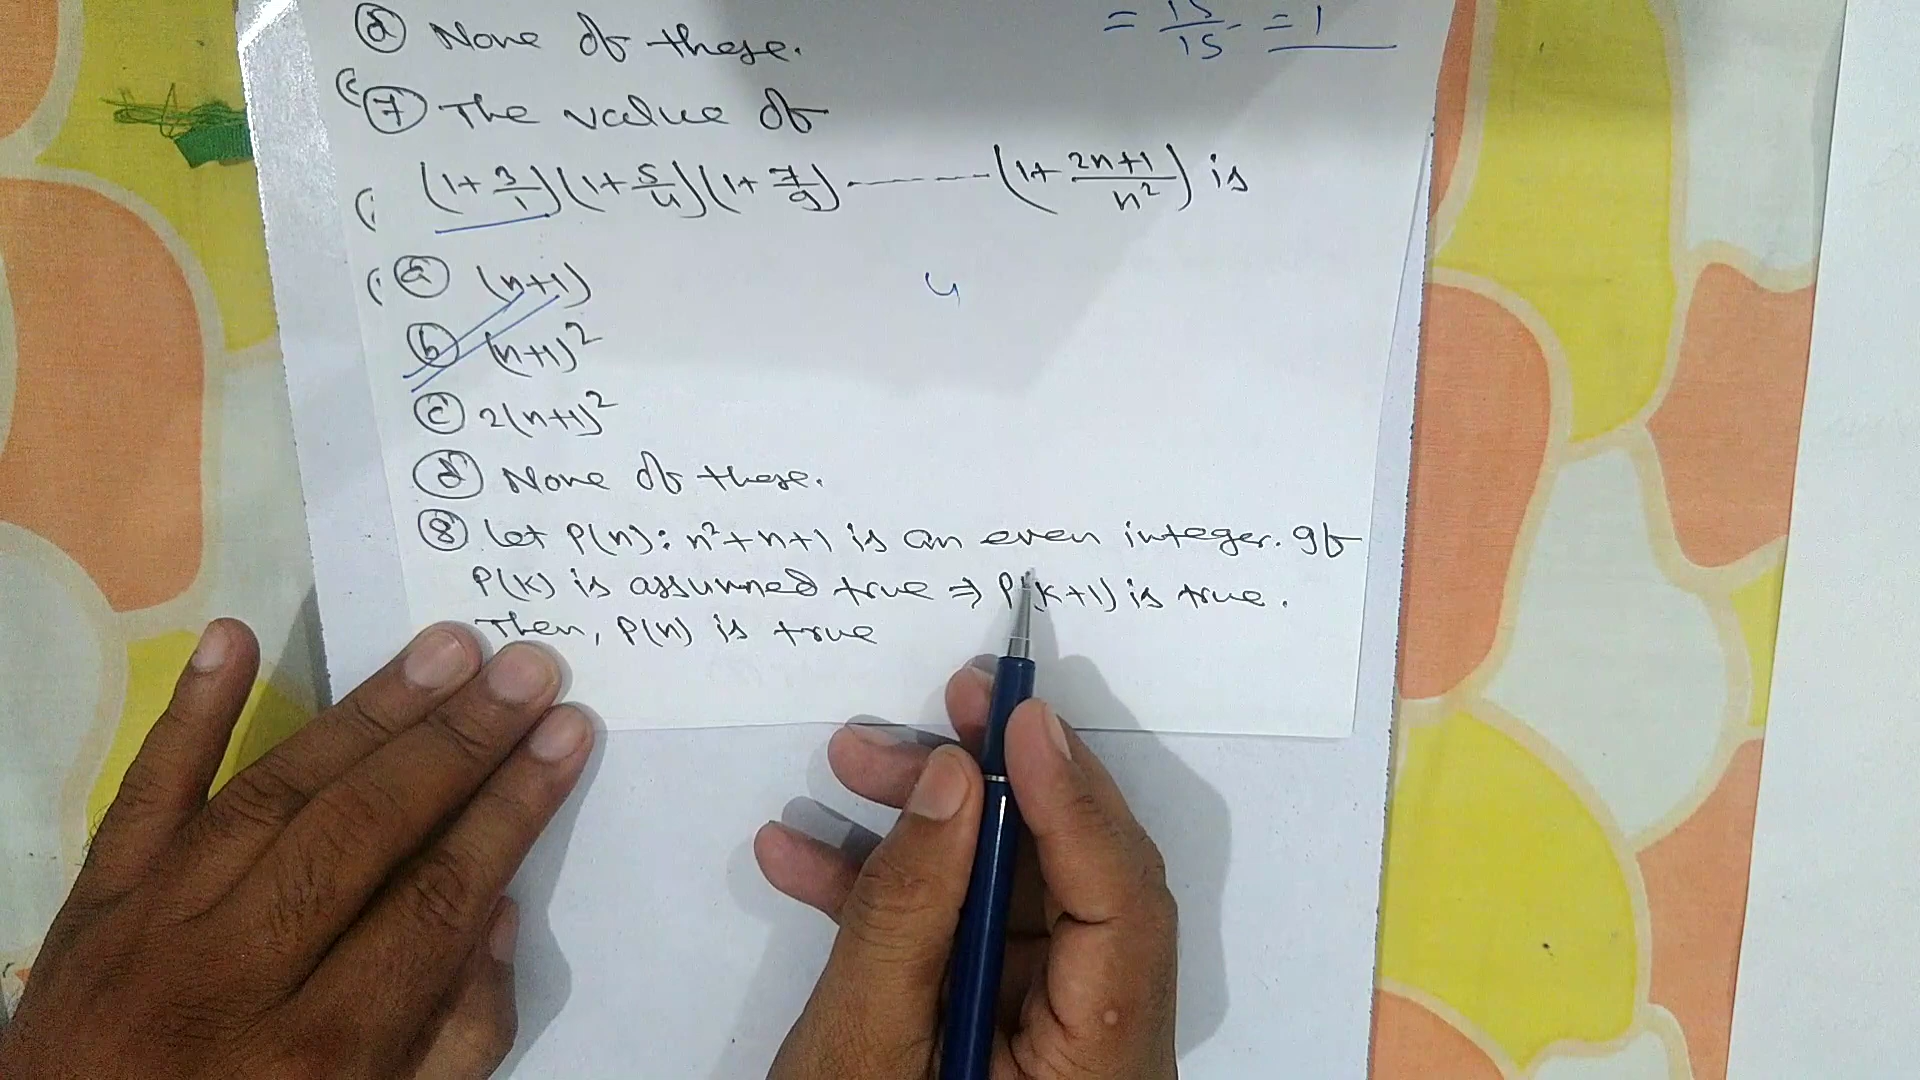 (d) None of these.
= 15/15 = 1
(7) The value of
(1+3/1)(1+5/4)(1+7/9)--------(1+(2n+1)/n²) is
(a) (n+1)
4
(b) (n+1)²
(c) 2(n+1)²
(d) None of these.
(8) Let P(n): n²+n+1 is an even integer. If
P(k) is assumed true ⇒ P(k+1) is true.
Then, P(n) is true